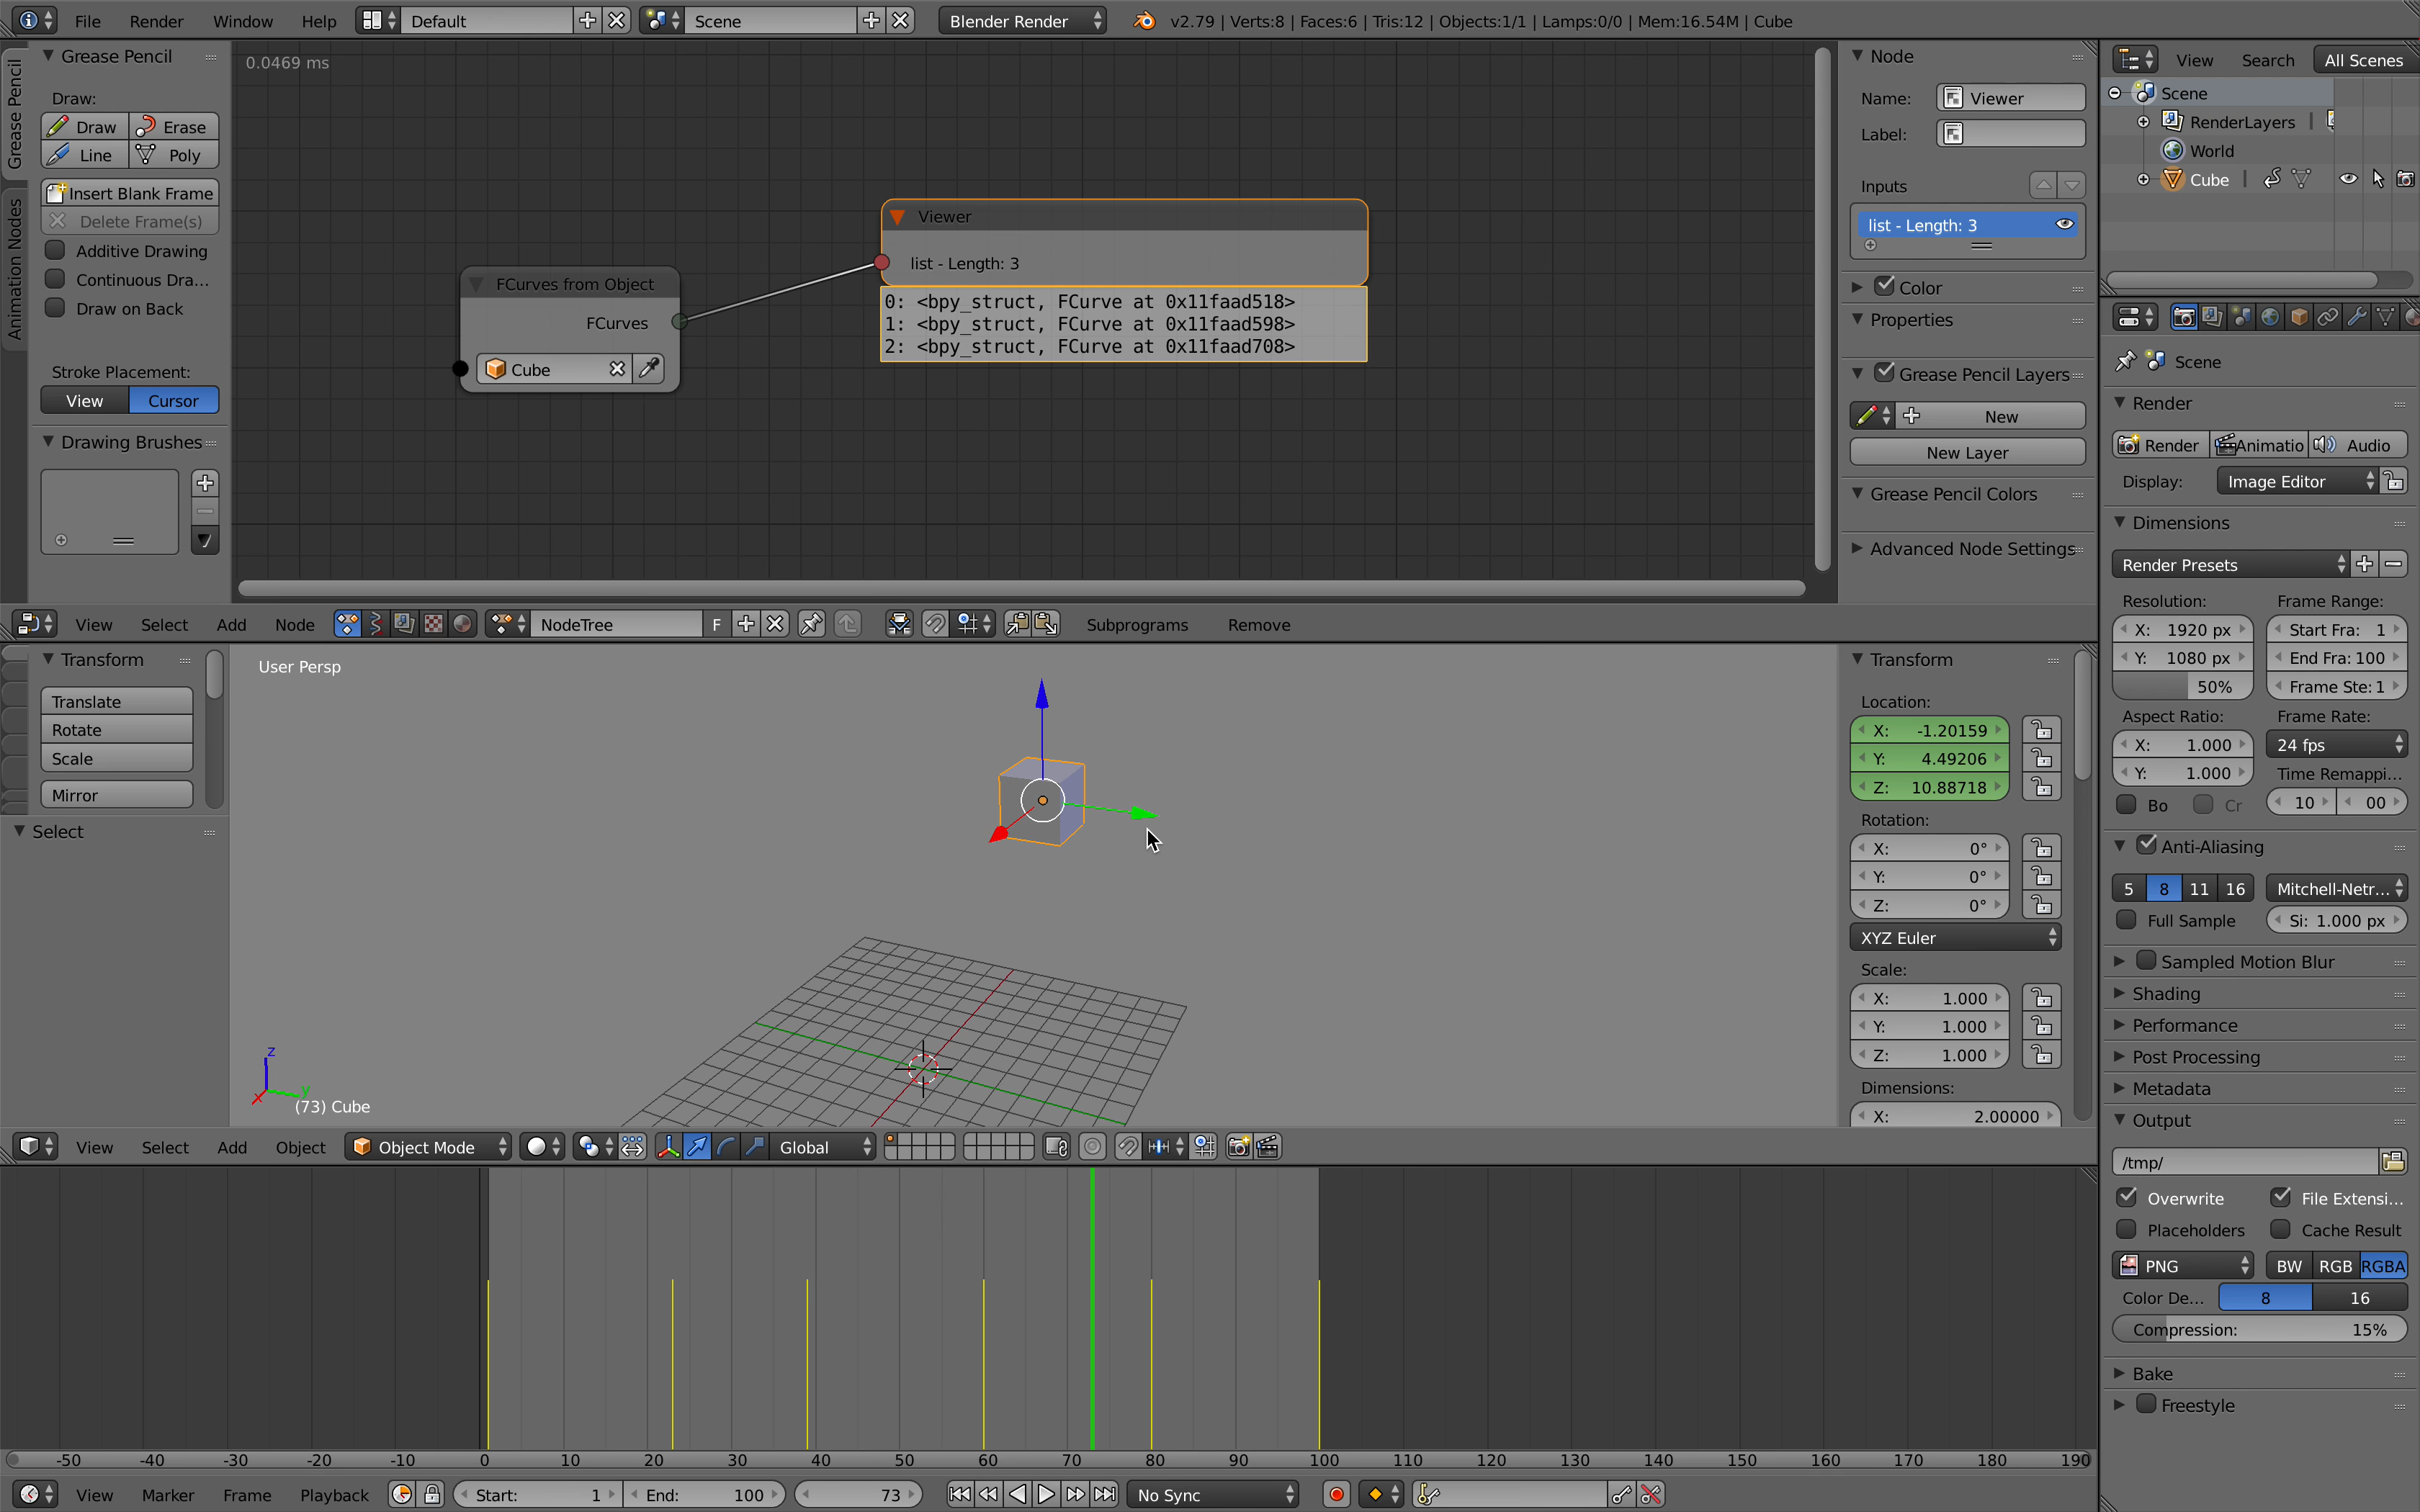 File Render Window Help Default Scene Blender Render v2.79 | Verts:8 | Faces:6 | Tris:12 | Objects:1/1 | Lamps:0/0 | Mem:16.54M | Cube
Grease Pencil
Animation Nodes
Grease Pencil
Draw:
Draw Erase
Line Poly
Insert Blank Frame
Delete Frame(s)
Additive Drawing
Continuous Dra...
Draw on Back
Stroke Placement:
View Cursor
Drawing Brushes
0.0469 ms
FCurves from Object
FCurves
Cube
Viewer
list - Length: 3
0: <bpy_struct, FCurve at 0x11faad518>
1: <bpy_struct, FCurve at 0x11faad598>
2: <bpy_struct, FCurve at 0x11faad708>
Node
Name: Viewer
Label:
Inputs
list - Length: 3
Color
Properties
Grease Pencil Layers
New
New Layer
Grease Pencil Colors
Advanced Node Settings
View Select Add Node NodeTree F Subprograms Remove
Transform
Translate
Rotate
Scale
Mirror
Select
User Persp
z
y
x
(73) Cube
Transform
Location:
X: -1.20159
Y: 4.49206
Z: 10.88718
Rotation:
X: 0°
Y: 0°
Z: 0°
XYZ Euler
Scale:
X: 1.000
Y: 1.000
Z: 1.000
Dimensions:
X: 2.00000
View Select Add Object Object Mode Global
-50 -40 -30 -20 -10 0 10 20 30 40 50 60 70 80 90 100 110 120 130 140 150 160 170 180 190
View Marker Frame Playback Start: 1 End: 100 73 No Sync
View Search All Scenes
Scene
RenderLayers
World
Cube
Scene
Render
Render Animatio Audio
Display: Image Editor
Dimensions
Render Presets
Resolution: Frame Range:
X: 1920 px Start Fra: 1
Y: 1080 px End Fra: 100
50% Frame Ste: 1
Aspect Ratio: Frame Rate:
X: 1.000 24 fps
Y: 1.000 Time Remappi...
Bo Cr 10 00
Anti-Aliasing
5 8 11 16 Mitchell-Netr...
Full Sample Si: 1.000 px
Sampled Motion Blur
Shading
Performance
Post Processing
Metadata
Output
/tmp/
Overwrite File Extensi...
Placeholders Cache Result
PNG BW RGB RGBA
Color De... 8 16
Compression: 15%
Bake
Freestyle